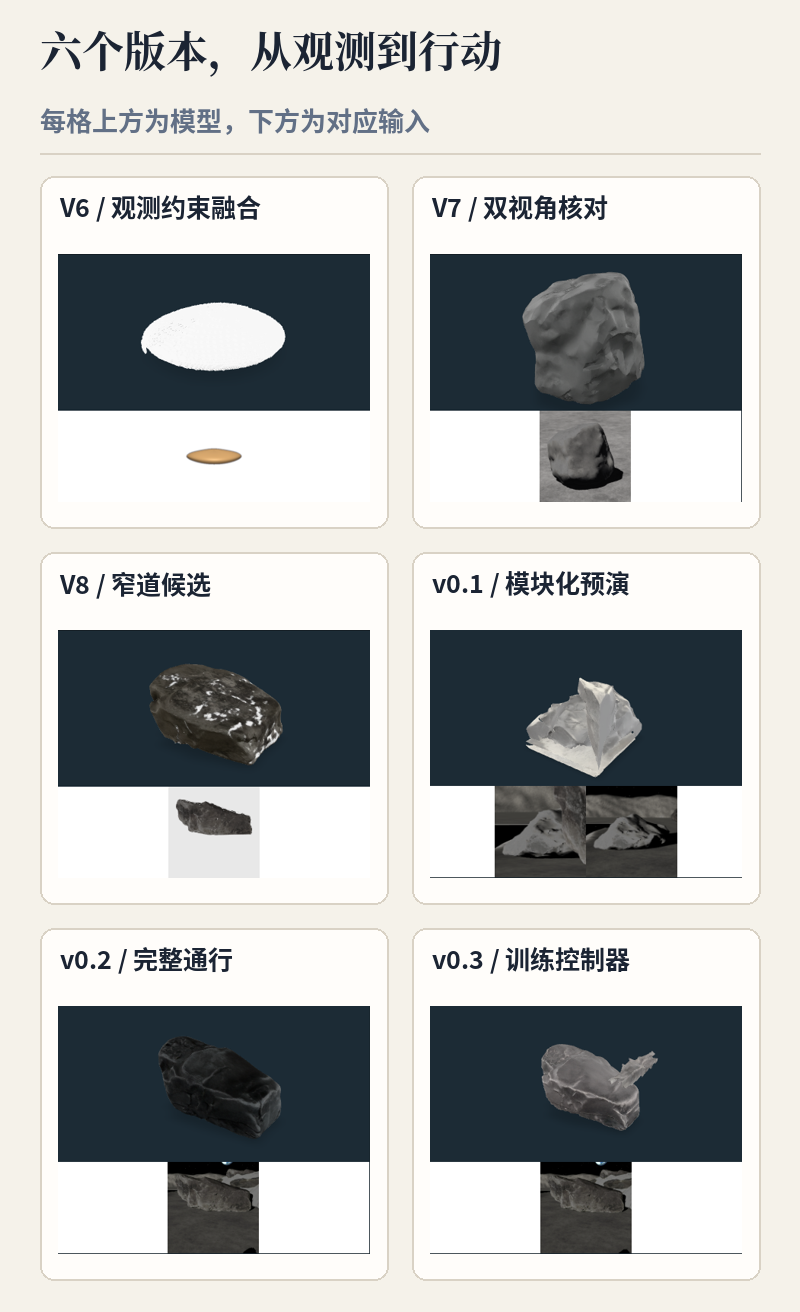 六个版本，从观测到行动
每格上方为模型，下方为对应输入
V6 / 观测约束融合
V7 / 双视角核对
V8 / 窄道候选
v0.1 / 模块化预演
v0.2 / 完整通行
v0.3 / 训练控制器